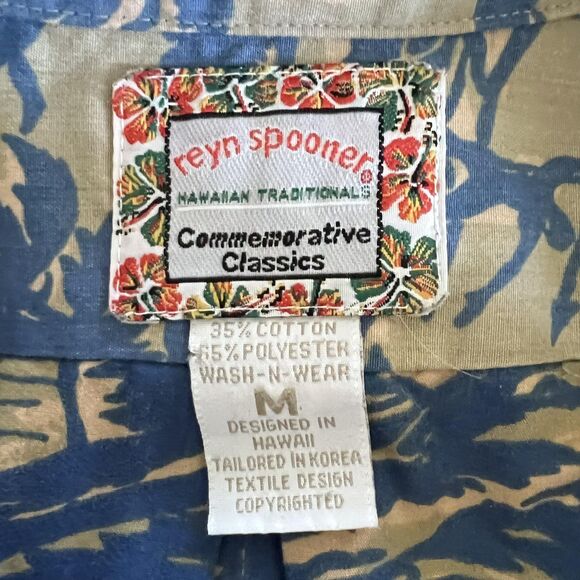 reyn spooner®
HAWAIIAN TRADITIONALS
Commemorative
Classics
35% COTTON
65% POLYESTER
WASH-N-WEAR
M
DESIGNED IN
HAWAII
TAILORED IN KOREA
TEXTILE DESIGN
COPYRIGHTED